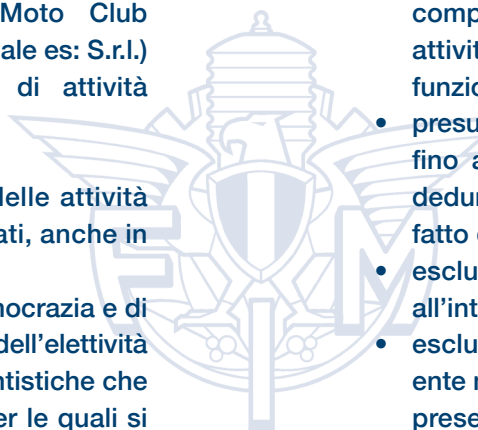 Moto Club
ale es: S.r.l.)
di attività
delle attività
ati, anche in
mocrazia e di
dell'elettività
ntistiche che
er le quali si
comp
attivit
funzio
• presu
fino a
dedur
fatto
• esclu
all'int
• esclu
ente
prese
F M